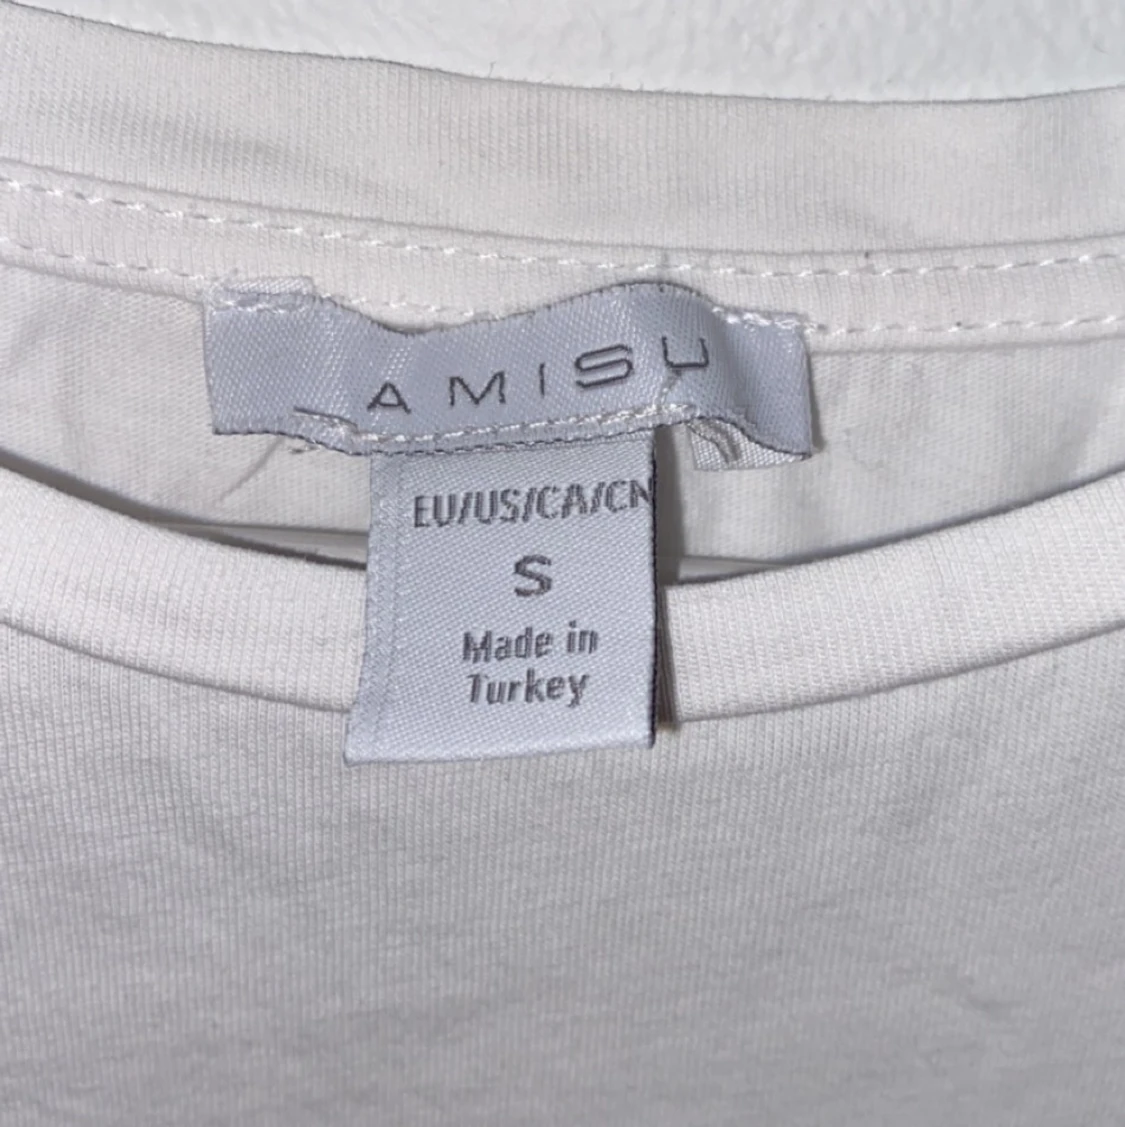 AMISU
EU/US/CA/CN
S
Made in
Turkey